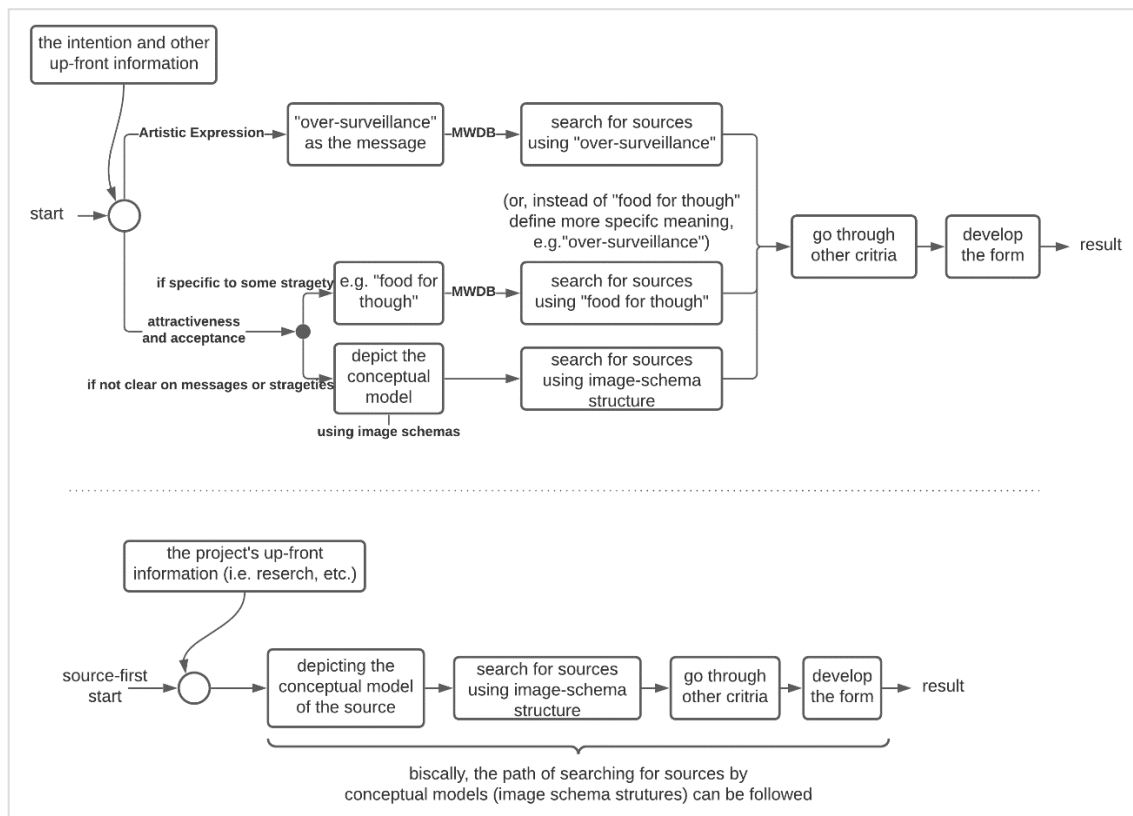 the intention and other
up-front information
Artistic Expression
"over-surveillance"
as the message
MWDB
search for sources
using "over-surveillance"
start
(or, instead of "food for though"
define more specifc meaning,
e.g."over-surveillance")
go through
other critria
develop
the form
result
if specific to some stragety
e.g. "food for
though"
MWDB
search for sources
using "food for though"
attractiveness
and acceptance
if not clear on messages or strageties
depict the
conceptual
model
search for sources
using image-schema
structure
using image schemas
the project's up-front
information (i.e. reserch, etc.)
source-first
start
depicting the
conceptual model
of the source
search for sources
using image-schema
structure
go through
other critria
develop
the form
result
biscally, the path of searching for sources by
conceptual models (image schema strutures) can be followed